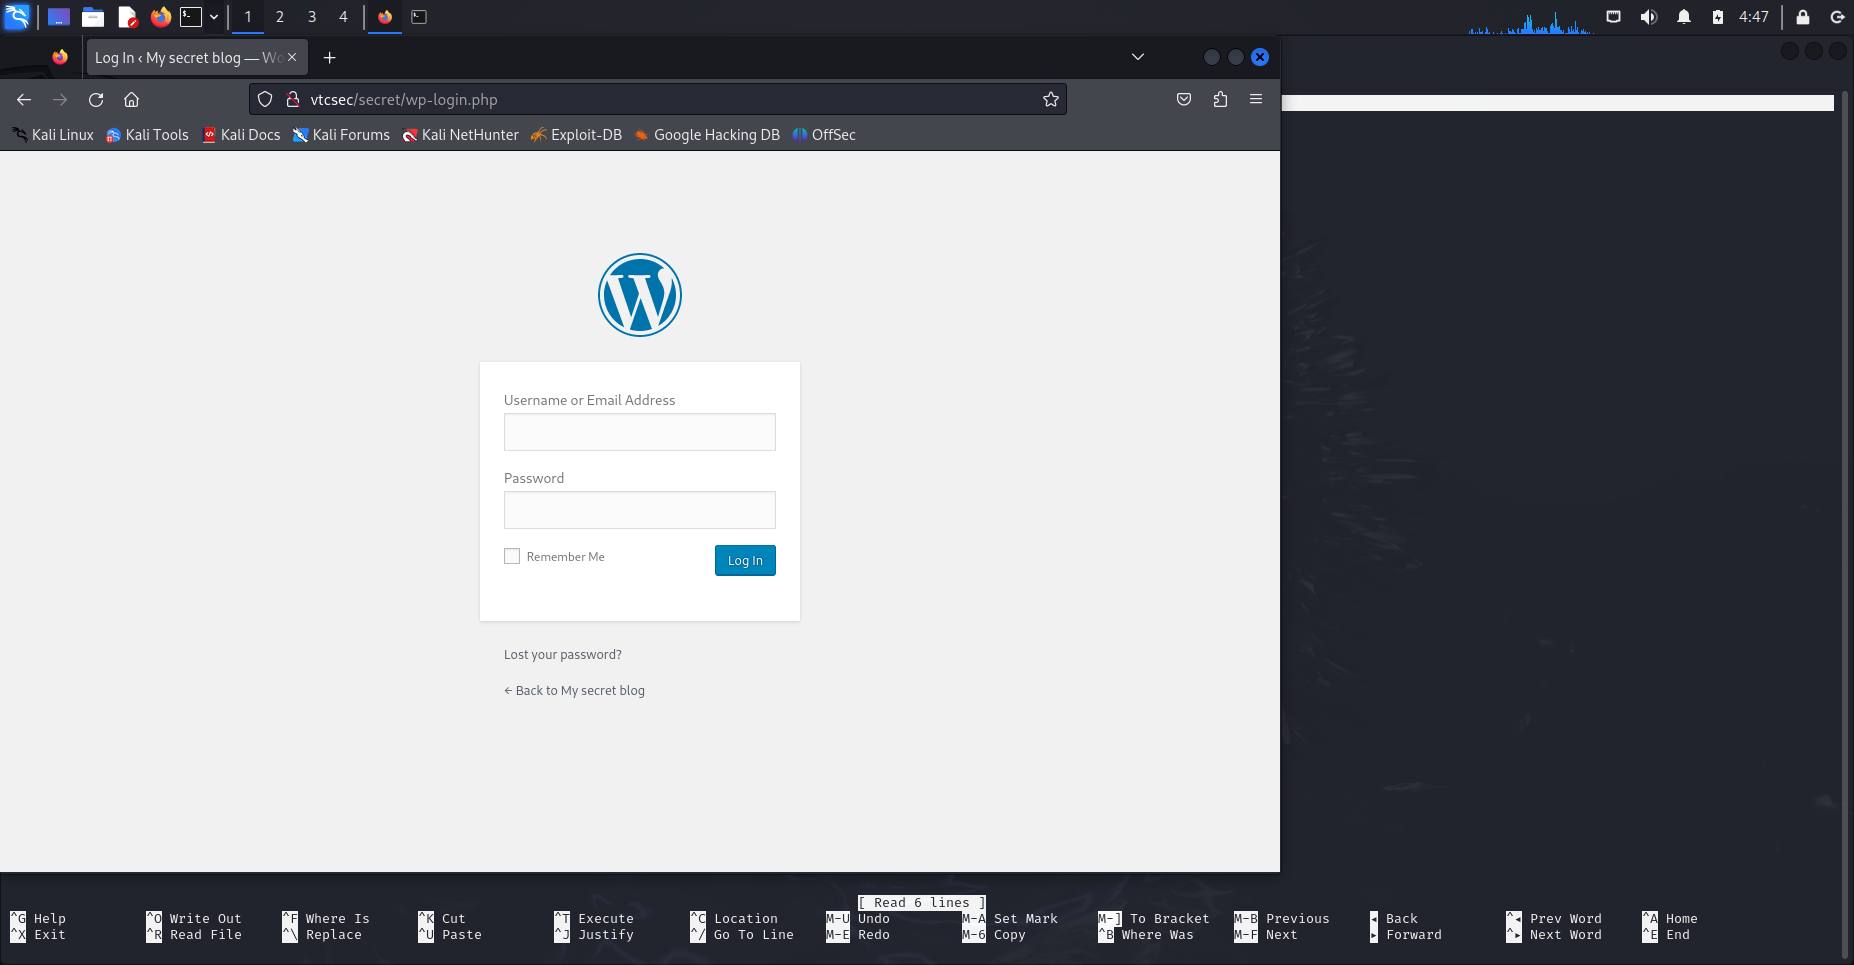 1 2 3 4 4:47
Log In ‹ My secret blog — Wo
vtcsec/secret/wp-login.php
Kali Linux Kali Tools Kali Docs Kali Forums Kali NetHunter Exploit-DB Google Hacking DB OffSec
Username or Email Address
Password
Remember Me Log In
Lost your password?
← Back to My secret blog
[ Read 6 lines ]
^G Help ^O Write Out ^F Where Is ^K Cut ^T Execute ^C Location M-U Undo M-A Set Mark M-] To Bracket M-B Previous ◂ Back ^◂ Prev Word ^A Home
^X Exit ^R Read File ^\ Replace ^U Paste ^J Justify ^/ Go To Line M-E Redo M-6 Copy ^B Where Was M-F Next ▸ Forward ^▸ Next Word ^E End